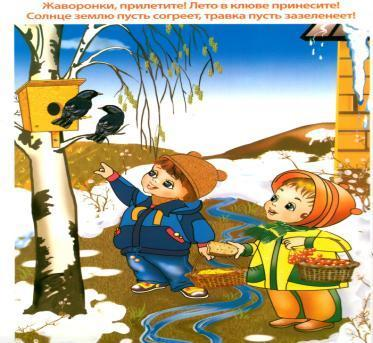 Жаворонки, прилетите! Лето в клюве принесите!
Солнце землю пусть согреет, травка пусть зазеленеет!